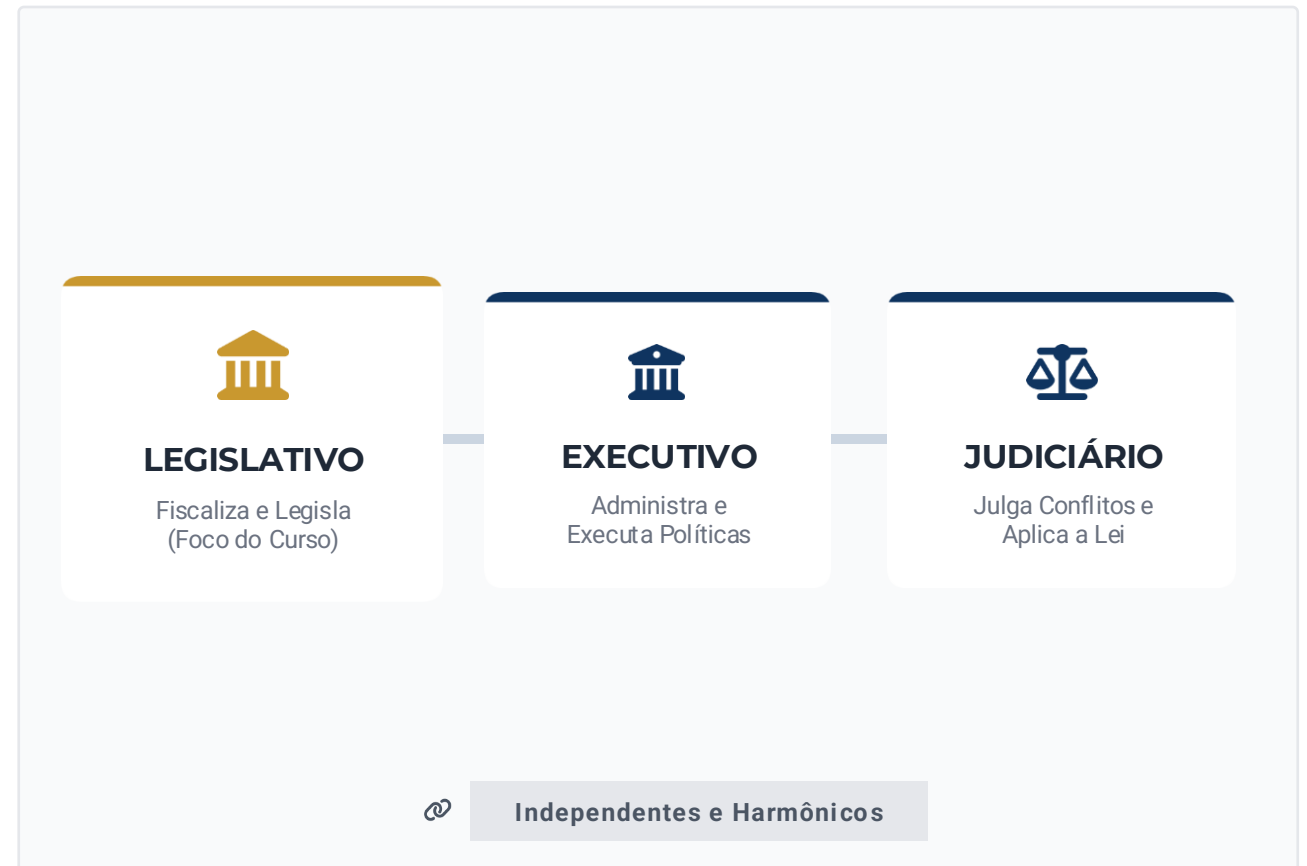 LEGISLATIVO
Fiscaliza e Legisla
(Foco do Curso)
EXECUTIVO
Administra e
Executa Políticas
JUDICIÁRIO
Julga Conflitos e
Aplica a Lei
Independentes e Harmônicos